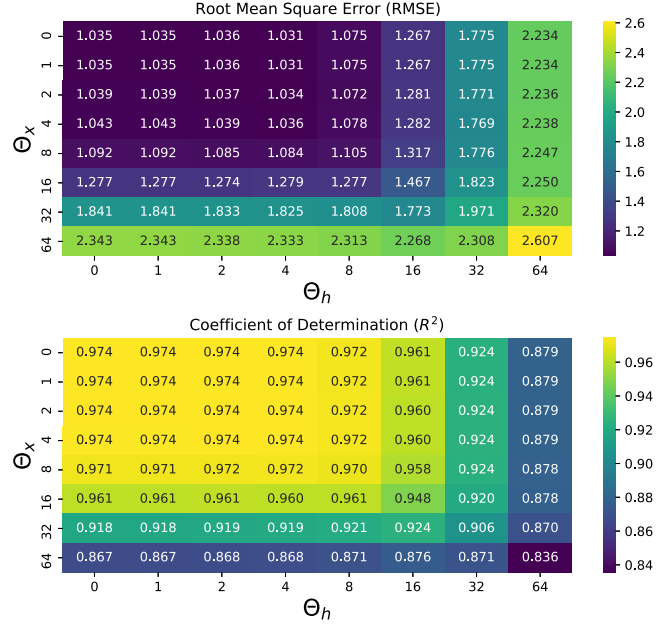 Root Mean Square Error (RMSE)
0 1.035 1.035 1.036 1.031 1.075 1.267 1.775 2.234
1 1.035 1.035 1.036 1.031 1.075 1.267 1.775 2.234
2 1.039 1.039 1.037 1.034 1.072 1.281 1.771 2.236
4 1.043 1.043 1.039 1.036 1.078 1.282 1.769 2.238
8 1.092 1.092 1.085 1.084 1.105 1.317 1.776 2.247
16 1.277 1.277 1.274 1.279 1.277 1.467 1.823 2.250
32 1.841 1.841 1.833 1.825 1.808 1.773 1.971 2.320
64 2.343 2.343 2.338 2.333 2.313 2.268 2.308 2.607
0 1 2 4 8 16 32 64
Θx
Θh
2.6
2.4
2.2
2.0
1.8
1.6
1.4
1.2
Coefficient of Determination (R²)
0 0.974 0.974 0.974 0.974 0.972 0.961 0.924 0.879
1 0.974 0.974 0.974 0.974 0.972 0.961 0.924 0.879
2 0.974 0.974 0.974 0.974 0.972 0.960 0.924 0.879
4 0.974 0.974 0.974 0.974 0.972 0.960 0.924 0.879
8 0.971 0.971 0.972 0.972 0.970 0.958 0.924 0.878
16 0.961 0.961 0.961 0.960 0.961 0.948 0.920 0.878
32 0.918 0.918 0.919 0.919 0.921 0.924 0.906 0.870
64 0.867 0.867 0.868 0.868 0.871 0.876 0.871 0.836
0 1 2 4 8 16 32 64
Θx
Θh
0.96
0.94
0.92
0.90
0.88
0.86
0.84